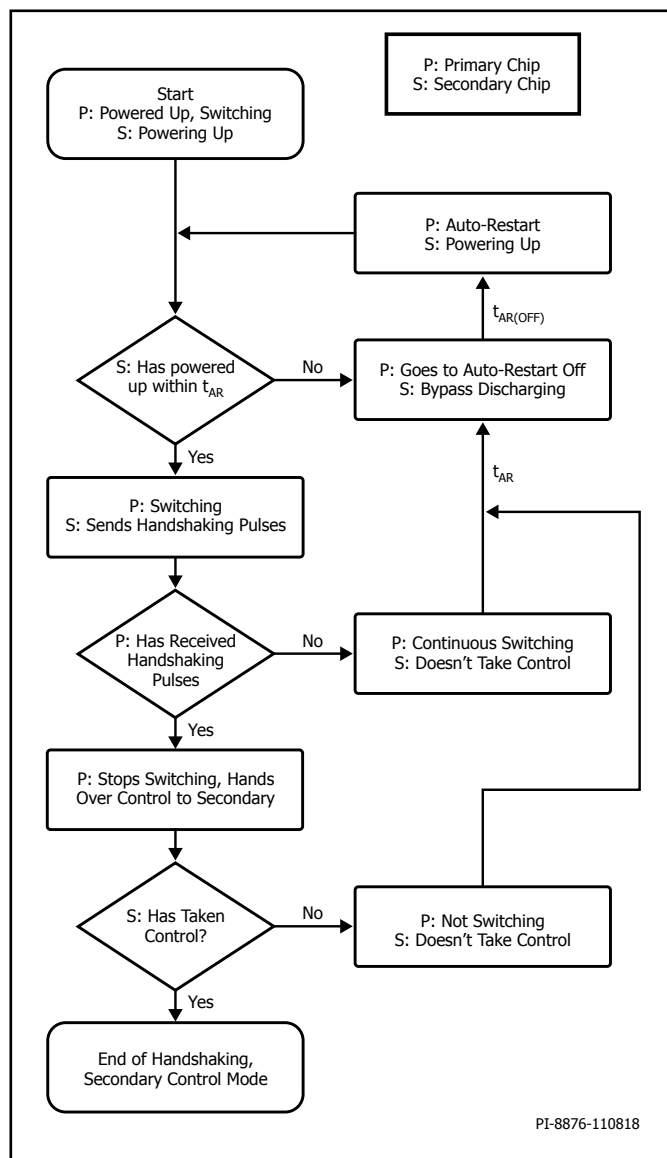 P: Primary Chip
S: Secondary Chip
Start
P: Powered Up, Switching
S: Powering Up
P: Auto-Restart
S: Powering Up
tAR(OFF)
S: Has powered
up within tAR
No
P: Goes to Auto-Restart Off
S: Bypass Discharging
Yes
tAR
P: Switching
S: Sends Handshaking Pulses
P: Has Received
Handshaking
Pulses
No
P: Continuous Switching
S: Doesn't Take Control
Yes
P: Stops Switching, Hands
Over Control to Secondary
S: Has Taken
Control?
No
P: Not Switching
S: Doesn't Take Control
Yes
End of Handshaking,
Secondary Control Mode
PI-8876-110818